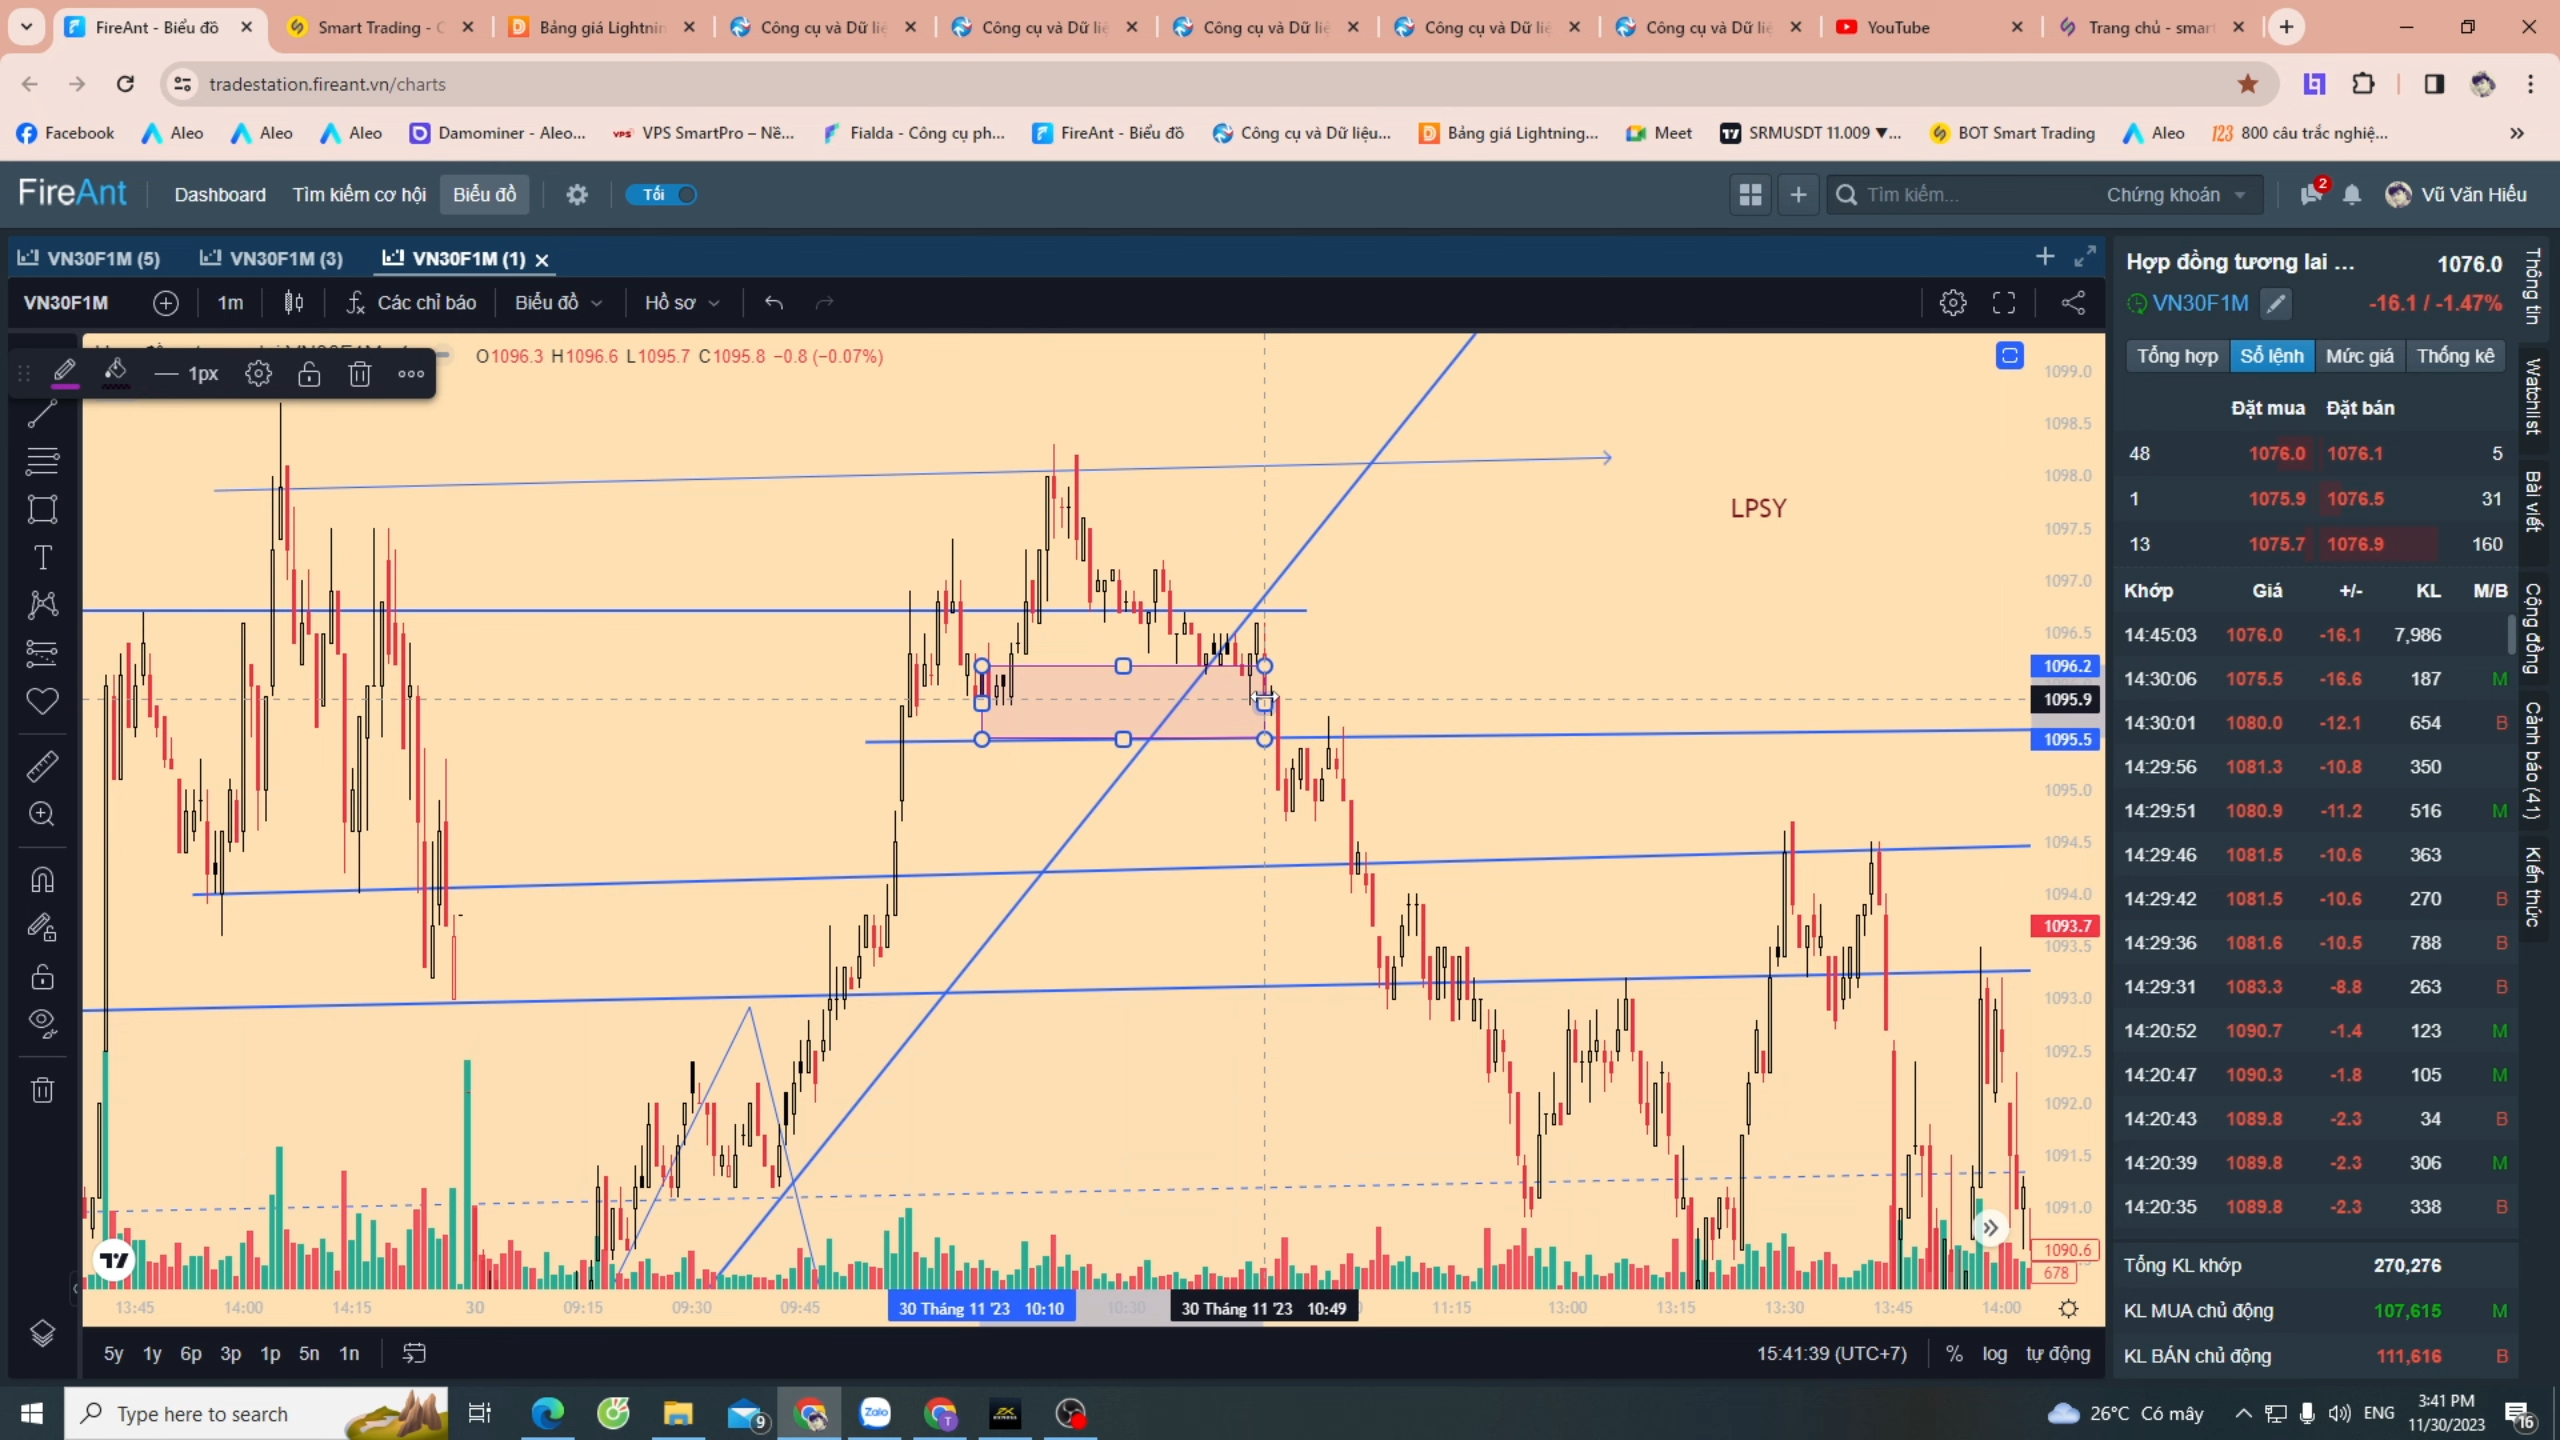 FireAnt - Biểu đồ
Smart Trading - C
Bảng giá Lightnin
Công cụ và Dữ liệ
Công cụ và Dữ liệ
Công cụ và Dữ liệ
Công cụ và Dữ liệ
Công cụ và Dữ liệ
YouTube
Trang chủ - smart
tradestation.fireant.vn/charts
Facebook
Aleo
Aleo
Aleo
Damominer - Aleo...
VPS SmartPro – Nề...
Fialda - Công cụ ph...
FireAnt - Biểu đồ
Công cụ và Dữ liệu...
Bảng giá Lightning...
Meet
SRMUSDT 11.009 ▼...
BOT Smart Trading
Aleo
123 800 câu trắc nghiệ...
FireAnt
Dashboard
Tìm kiếm cơ hội
Biểu đồ
Tối
Tìm kiếm...
Chứng khoán
2
Vũ Văn Hiếu
VN30F1M (5)
VN30F1M (3)
VN30F1M (1)
VN30F1M
1m
Các chỉ báo
Biểu đồ
Hồ sơ
1px
O1096.3 H1096.6 L1095.7 C1095.8 −0.8 (−0.07%)
LPSY
1099.0
1098.5
1098.0
1097.5
1097.0
1096.5
1096.2
1095.9
1095.5
1095.0
1094.5
1094.0
1093.7
1093.5
1093.0
1092.5
1092.0
1091.5
1091.0
1090.6
678
13:45
14:00
14:15
30
09:15
09:30
09:45
30 Tháng 11 '23 10:10
10:30
30 Tháng 11 '23 10:49
11:15
13:00
13:15
13:30
13:45
14:00
5y 1y 6p 3p 1p 5n 1n
15:41:39 (UTC+7)
% log tự động
Hợp đồng tương lai ... 1076.0
VN30F1M -16.1 / -1.47%
Tổng hợp Sổ lệnh Mức giá Thống kê
Đặt mua Đặt bán
48 1076.0 1076.1 5
1 1075.9 1076.5 31
13 1075.7 1076.9 160
Khớp Giá +/- KL M/B
14:45:03 1076.0 -16.1 7,986
14:30:06 1075.5 -16.6 187 M
14:30:01 1080.0 -12.1 654 B
14:29:56 1081.3 -10.8 350
14:29:51 1080.9 -11.2 516 M
14:29:46 1081.5 -10.6 363
14:29:42 1081.5 -10.6 270 B
14:29:36 1081.6 -10.5 788 B
14:29:31 1083.3 -8.8 263 B
14:20:52 1090.7 -1.4 123 M
14:20:47 1090.3 -1.8 105 M
14:20:43 1089.8 -2.3 34 B
14:20:39 1089.8 -2.3 306 M
14:20:35 1089.8 -2.3 338 B
Tổng KL khớp 270,276
KL MUA chủ động 107,615 M
KL BÁN chủ động 111,616 B
Thông tin
Watchlist
Bài viết
Cộng đồng
Cảnh báo (41)
Kiến thức
Type here to search
9
Zalo
T
26°C Có mây
ENG
3:41 PM
11/30/2023
16